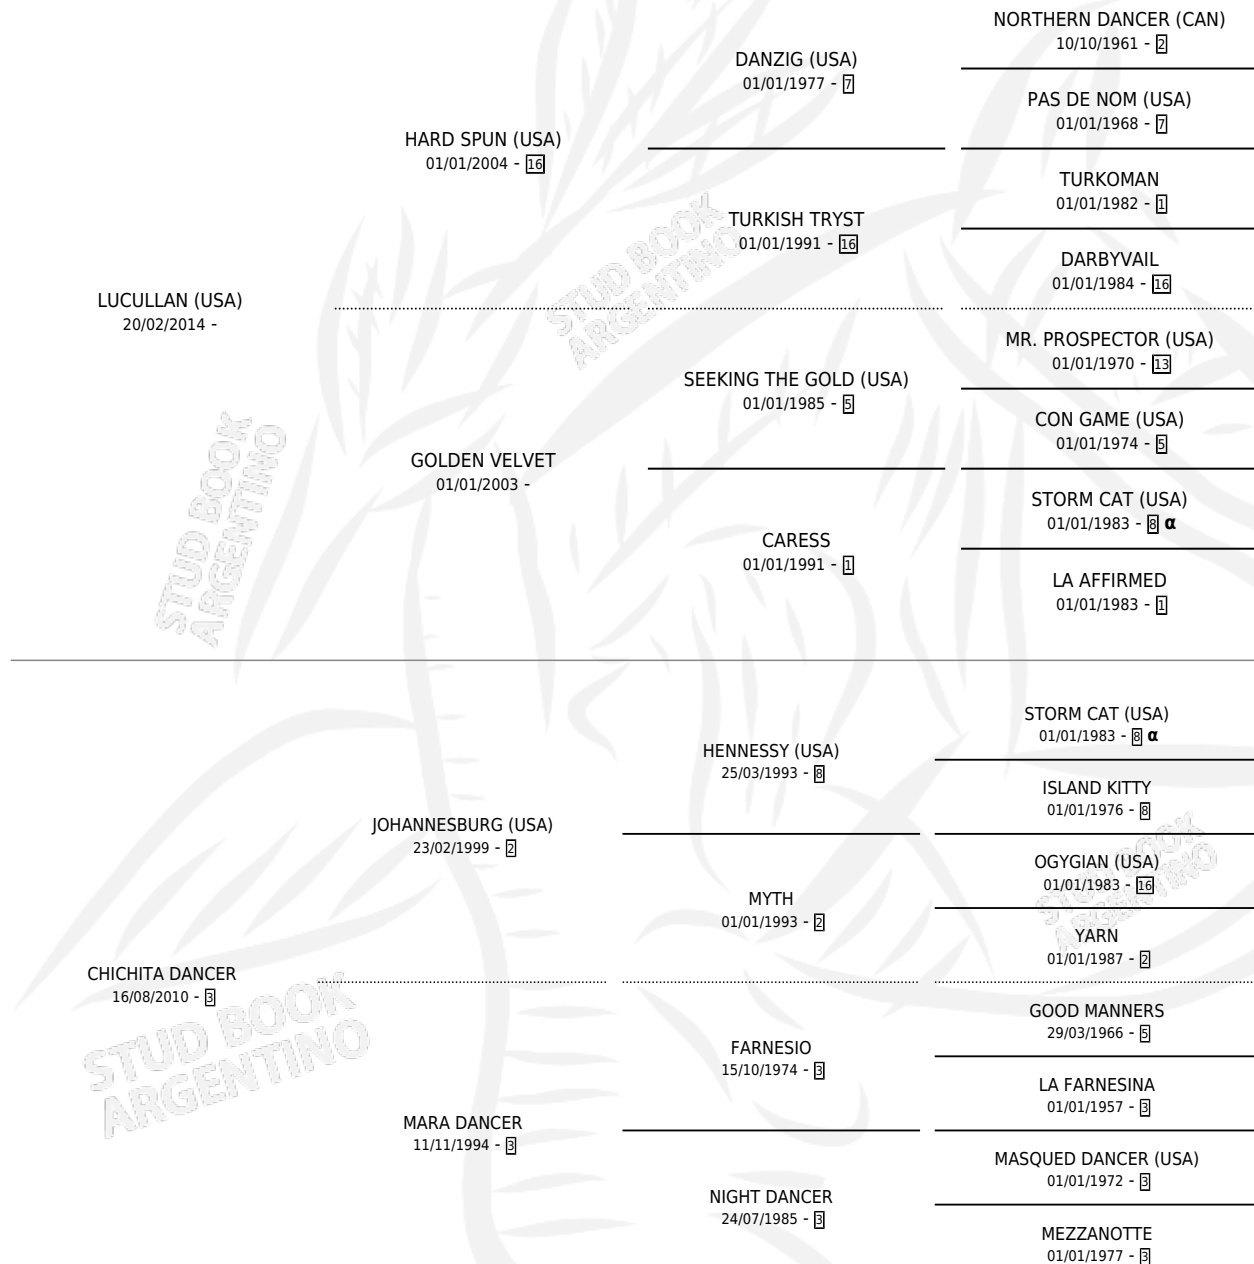 NORTHERN DANCER (CAN)
10/10/1961 - 2
DANZIG (USA)
01/01/1977 - 7
PAS DE NOM (USA)
01/01/1968 - 7
HARD SPUN (USA)
01/01/2004 - 16
TURKOMAN
01/01/1982 - 1
TURKISH TRYST
01/01/1991 - 16
DARBYVAIL
01/01/1984 - 16
LUCULLAN (USA)
20/02/2014 -
MR. PROSPECTOR (USA)
01/01/1970 - 13
SEEKING THE GOLD (USA)
01/01/1985 - 5
CON GAME (USA)
01/01/1974 - 5
GOLDEN VELVET
01/01/2003 -
STORM CAT (USA)
01/01/1983 - 8 α
CARESS
01/01/1991 - 1
LA AFFIRMED
01/01/1983 - 1
STORM CAT (USA)
01/01/1983 - 8 α
HENNESSY (USA)
25/03/1993 - 8
ISLAND KITTY
01/01/1976 - 8
JOHANNESBURG (USA)
23/02/1999 - 2
OGYGIAN (USA)
01/01/1983 - 16
MYTH
01/01/1993 - 2
YARN
01/01/1987 - 2
CHICHITA DANCER
16/08/2010 - 3
GOOD MANNERS
29/03/1966 - 5
FARNESIO
15/10/1974 - 3
LA FARNESINA
01/01/1957 - 3
MARA DANCER
11/11/1994 - 3
MASQUED DANCER (USA)
01/01/1972 - 3
NIGHT DANCER
24/07/1985 - 3
MEZZANOTTE
01/01/1977 - 3
STUD BOOK
ARGENTINO
STUD BOOK
ARGENTINO
STUD BOOK
ARGENTINO
STUD BOOK
ARGENTINO